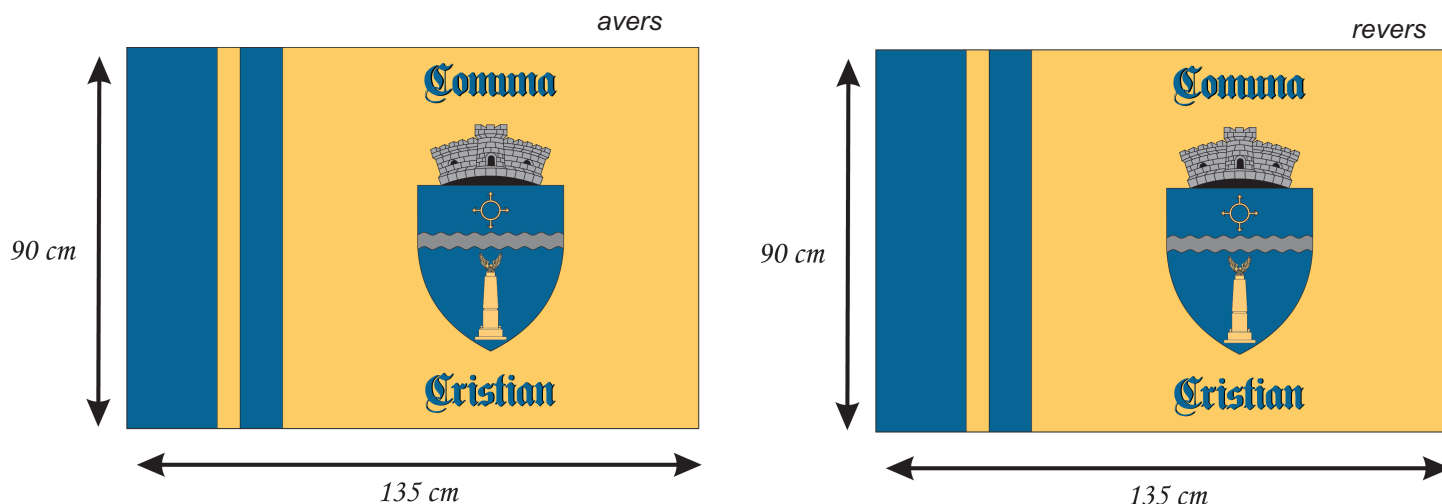 avers
Comuna
90 cm
Cristian
135 cm
revers
Comuna
90 cm
Cristian
135 cm